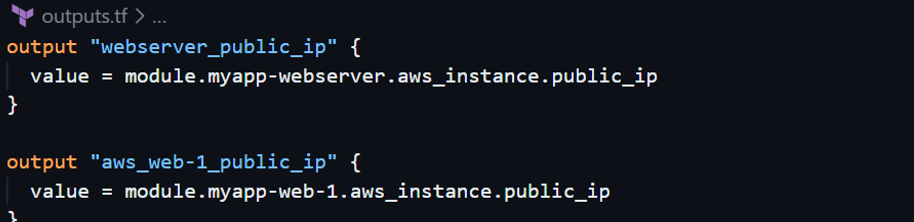 outputs.tf > ...
output "webserver_public_ip" {
  value = module.myapp-webserver.aws_instance.public_ip
}

output "aws_web-1_public_ip" {
  value = module.myapp-web-1.aws_instance.public_ip
}